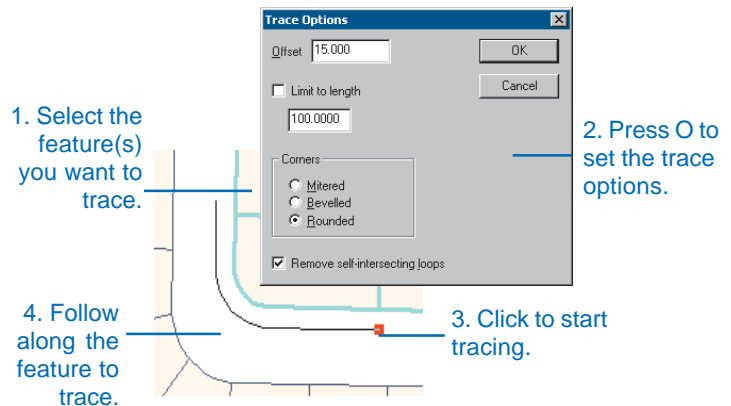 Trace Options
Offset 15.000
OK
Limit to length
Cancel
100.0000
Corners
Mitered
Bevelled
Rounded
Remove self-intersecting loops
1. Select the
feature(s)
you want to
trace.
2. Press O to
set the trace
options.
3. Click to start
tracing.
4. Follow
along the
feature to
trace.